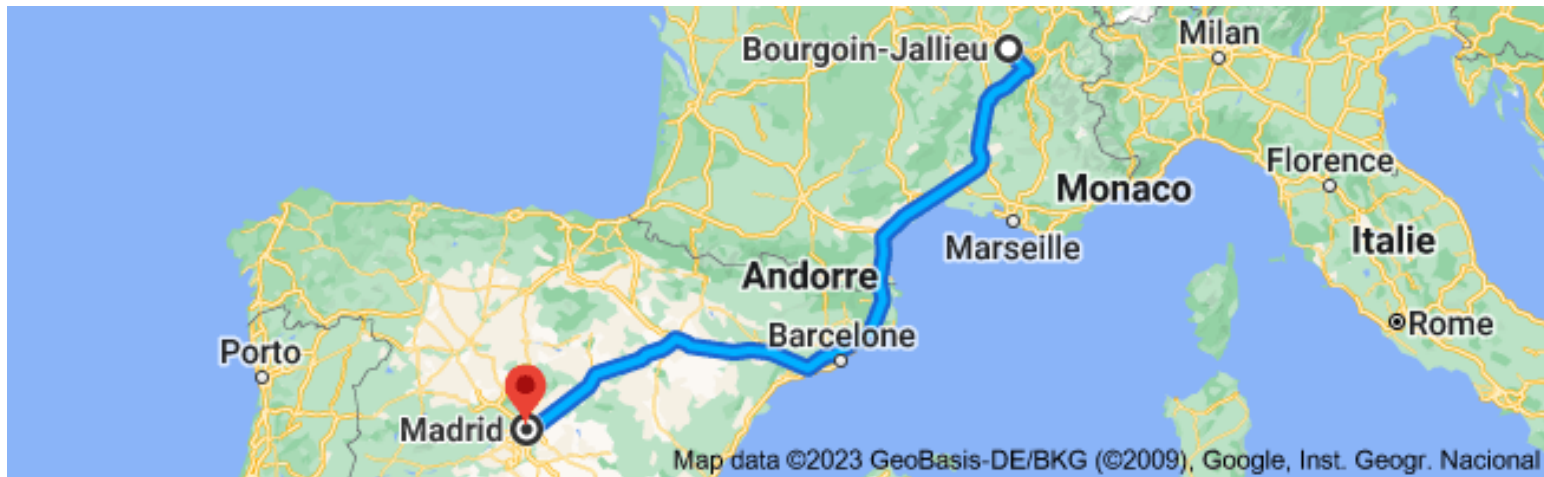 Bourgoin-Jallieu
Milan
Florence
Monaco
Marseille
Italie
Andorre
Rome
Barcelone
Porto
Madrid
Map data ©2023 GeoBasis-DE/BKG (©2009), Google, Inst. Geogr. Nacional